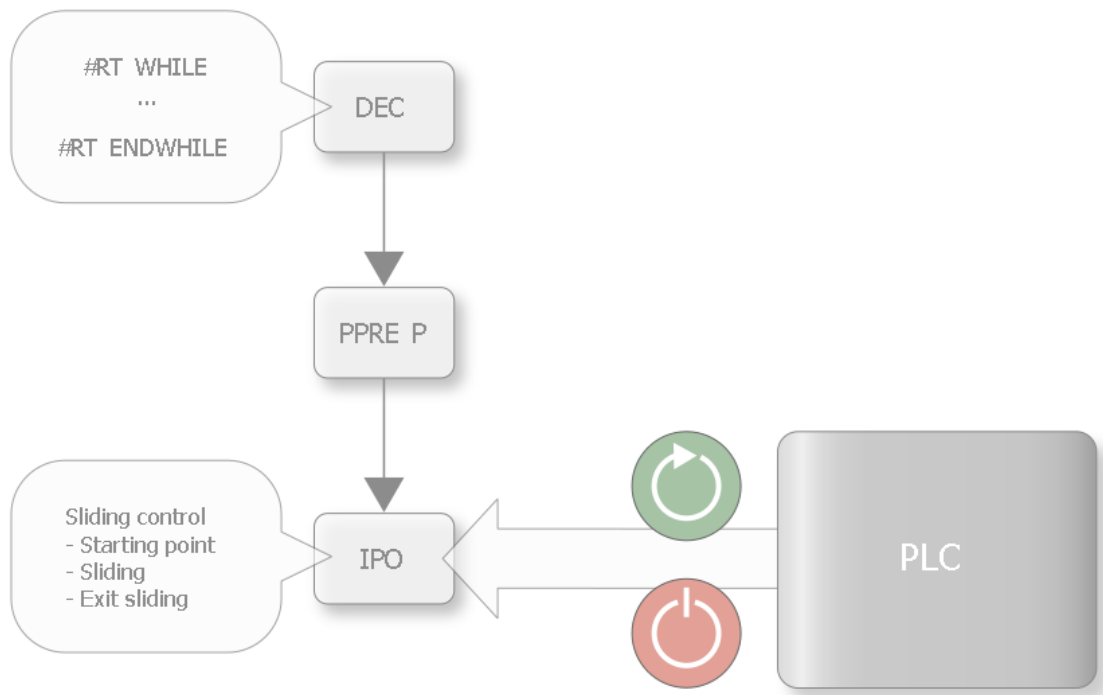 #RT WHILE
...
#RT ENDWHILE
DEC
PPRE P
Sliding control
- Starting point
- Sliding
- Exit sliding
IPO
PLC